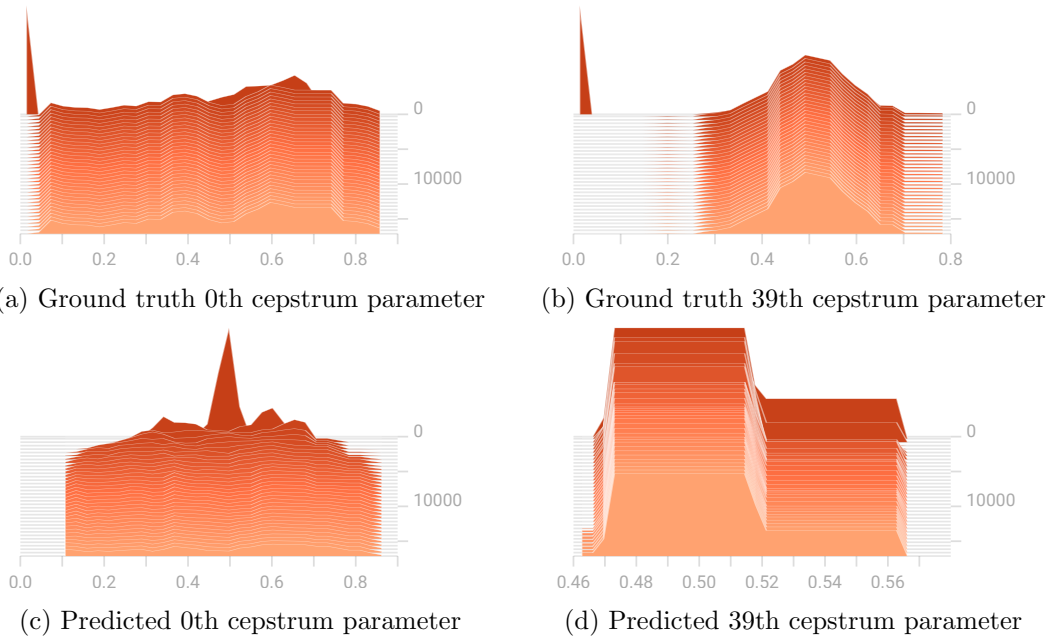 0
0
10000
10000
0.0 0.2 0.4 0.6 0.8
0.0 0.2 0.4 0.6 0.8
(a) Ground truth 0th cepstrum parameter
(b) Ground truth 39th cepstrum parameter
0
0
10000
10000
0.0 0.2 0.4 0.6 0.8
0.46 0.48 0.50 0.52 0.54 0.56
(c) Predicted 0th cepstrum parameter
(d) Predicted 39th cepstrum parameter